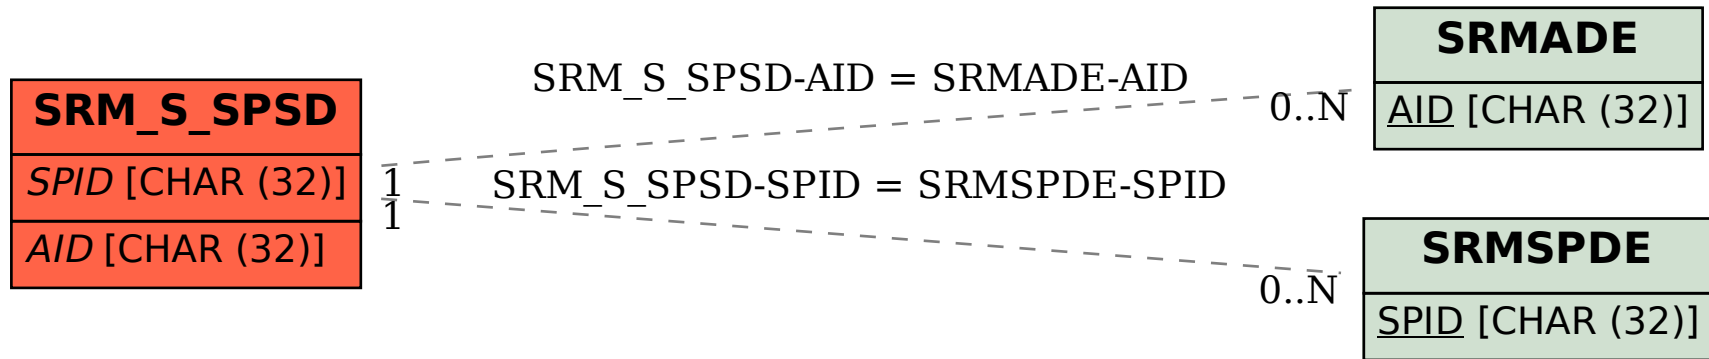 SRM_S_SPSD
SPID [CHAR (32)]
AID [CHAR (32)]
SRM_S_SPSD-AID = SRMADE-AID
1
0..N
SRMADE
AID [CHAR (32)]
SRM_S_SPSD-SPID = SRMSPDE-SPID
1
0..N
SRMSPDE
SPID [CHAR (32)]